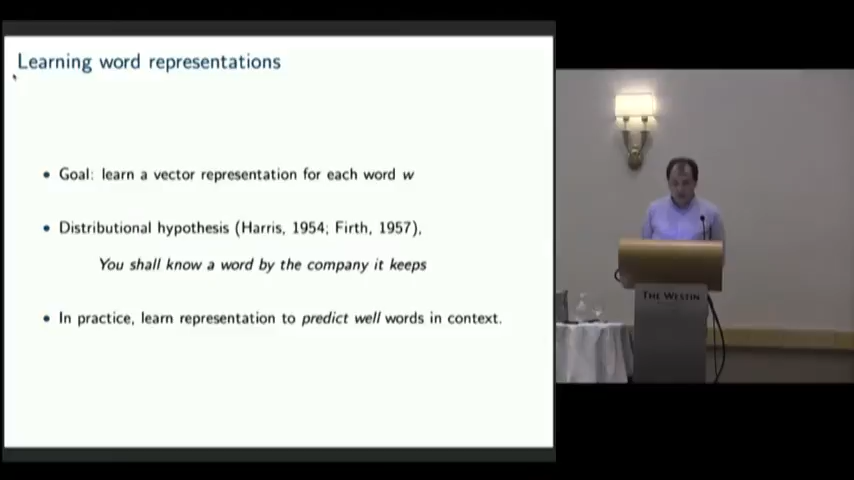 Learning word representations
• Goal: learn a vector representation for each word w
• Distributional hypothesis (Harris, 1954; Firth, 1957),
You shall know a word by the company it keeps
• In practice, learn representation to predict well words in context.
THE WESTIN